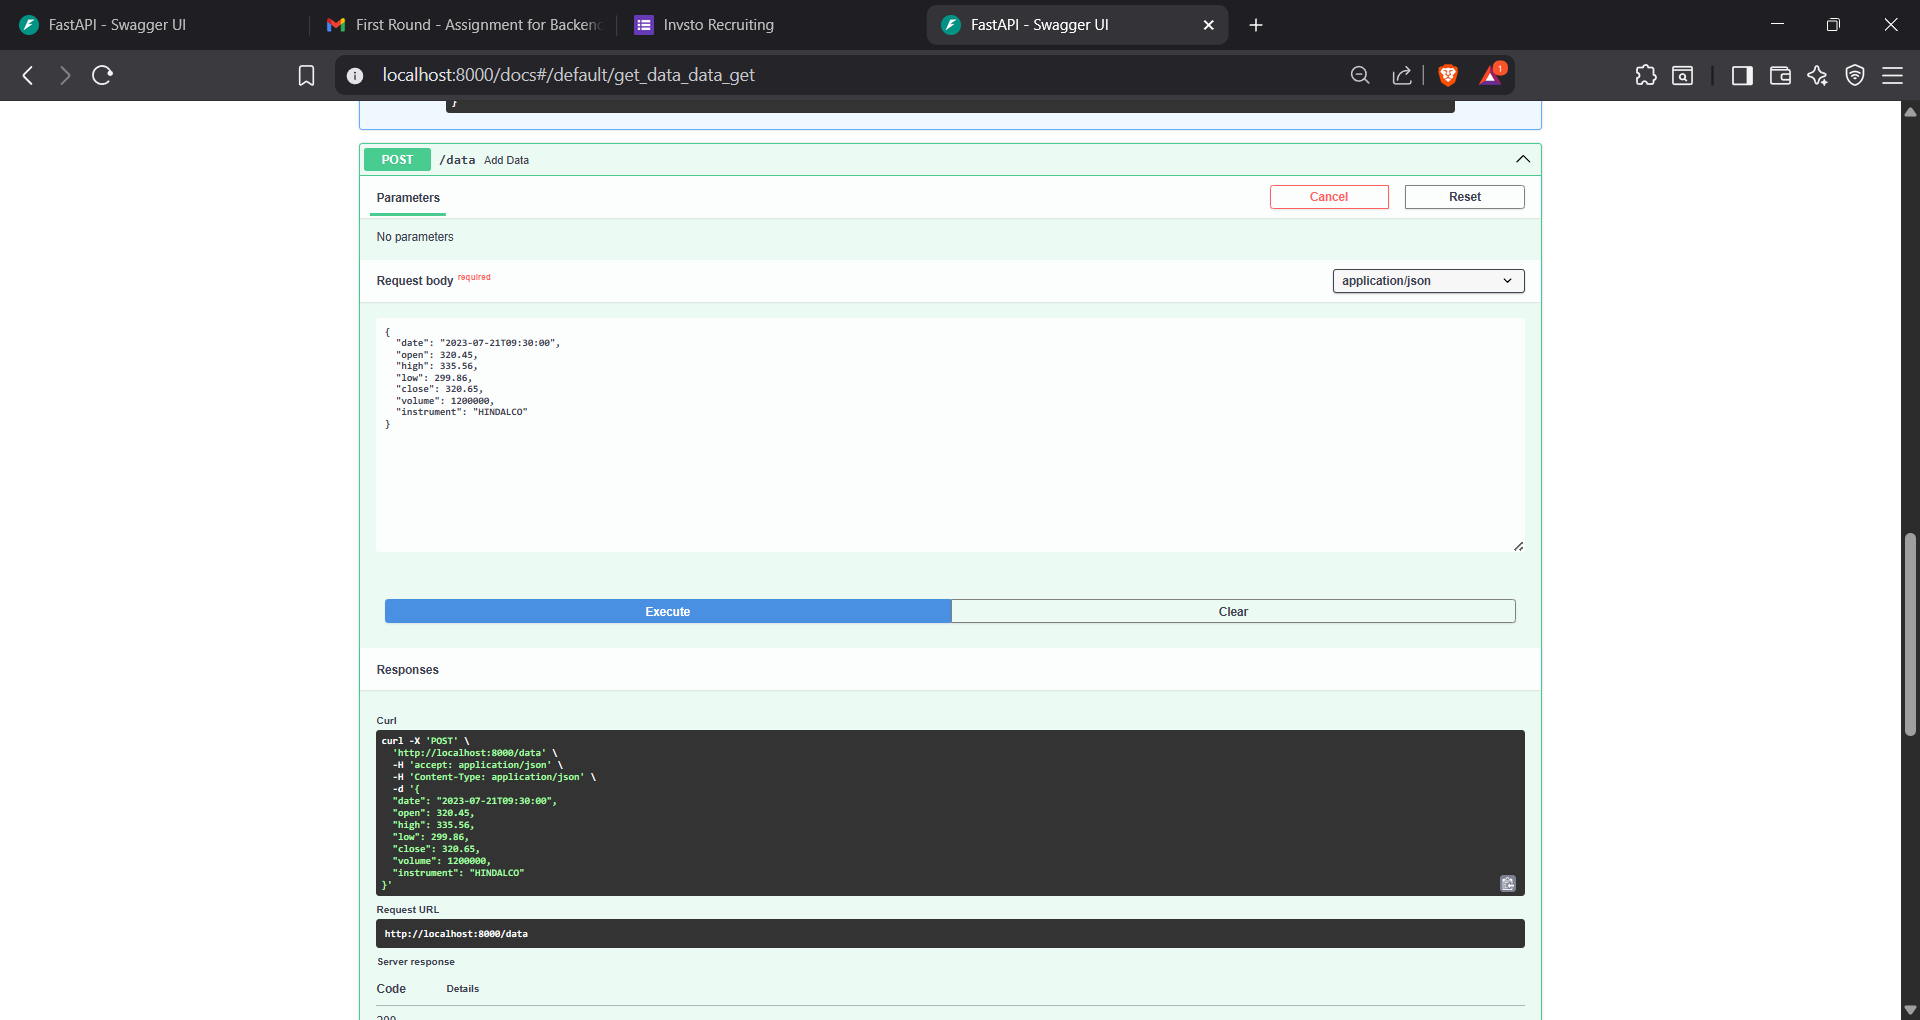 FastAPI - Swagger UI
First Round - Assignment for Backend
Invsto Recruiting
FastAPI - Swagger UI
localhost:8000/docs#/default/get_data_data_get
1
}
POST /data Add Data
Parameters
Cancel
Reset
No parameters
Request body required
application/json
{
"date": "2023-07-21T09:30:00",
"open": 320.45,
"high": 335.56,
"low": 299.86,
"close": 320.65,
"volume": 1200000,
"instrument": "HINDALCO"
}
Execute
Clear
Responses
Curl
curl -X 'POST' \
'http://localhost:8000/data' \
-H 'accept: application/json' \
-H 'Content-Type: application/json' \
-d '{
"date": "2023-07-21T09:30:00",
"open": 320.45,
"high": 335.56,
"low": 299.86,
"close": 320.65,
"volume": 1200000,
"instrument": "HINDALCO"
}'
Request URL
http://localhost:8000/data
Server response
Code Details